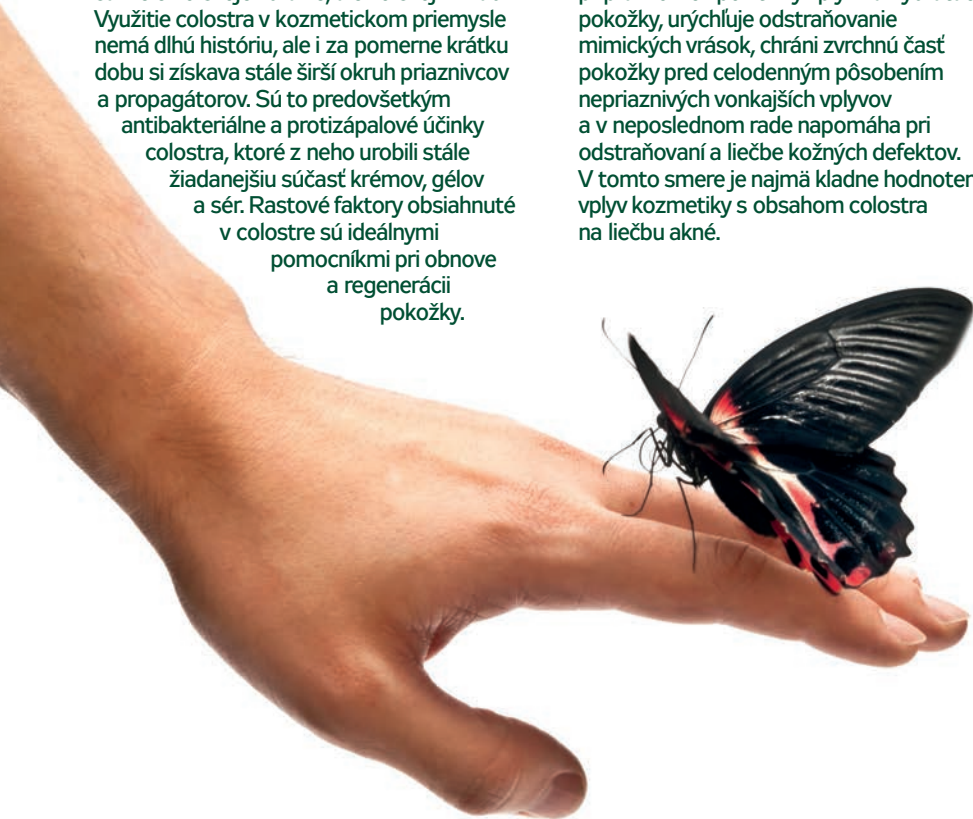 Využitie colostra v kozmetickom priemysle
nemá dlhú históriu, ale i za pomerne krátku
dobu si získava stále širší okruh priaznivcov
a propagátorov. Sú to predovšetkým
antibakteriálne a protizápalové účinky
colostra, ktoré z neho urobili stále
žiadanejšiu súčasť krémov, gélov
a sér. Rastové faktory obsiahnuté
v colostre sú ideálnymi
pomocníkmi pri obnove
a regenerácii
pokožky.
pokožky, urýchľuje odstraňovanie
mimických vrások, chráni zvrchnú časť
pokožky pred celodenným pôsobením
nepriaznivých vonkajších vplyvov
a v neposlednom rade napomáha pri
odstraňovaní a liečbe kožných defektov.
V tomto smere je najmä kladne hodnoten
vplyv kozmetiky s obsahom colostra
na liečbu akné.